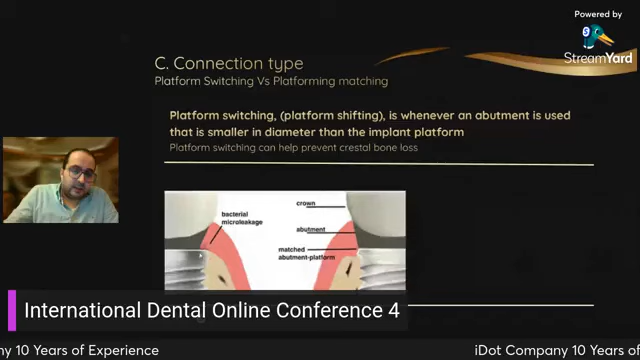 Powered by
StreamYard
C. Connection type
Platform Switching Vs Platforming matching
Platform switching, (platform shifting), is whenever an abutment is used
that is smaller in diameter than the implant platform
Platform switching can help prevent crestal bone loss
crown
bacterial
microleakage
abutment
matched
abutment-platform
International Dental Online Conference 4
ny 10 Years of Experience
iDot Company 10 Years of